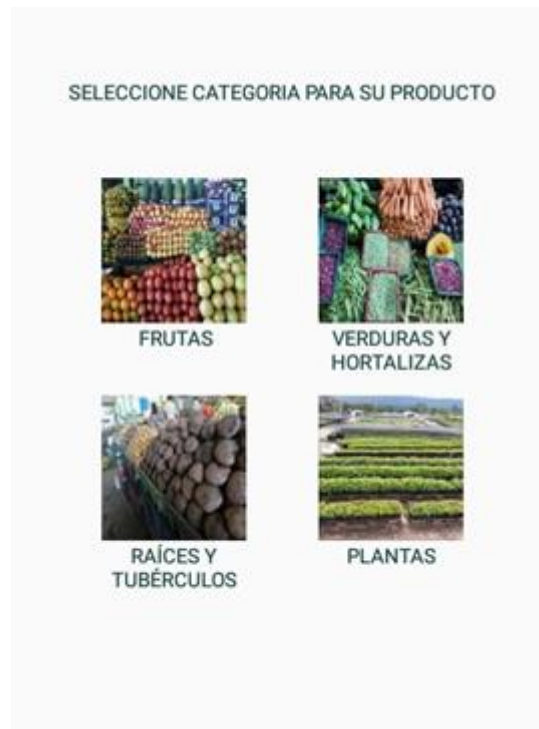 SELECCIONE CATEGORIA PARA SU PRODUCTO
FRUTAS
VERDURAS Y
HORTALIZAS
RAÍCES Y
TUBÉRCULOS
PLANTAS